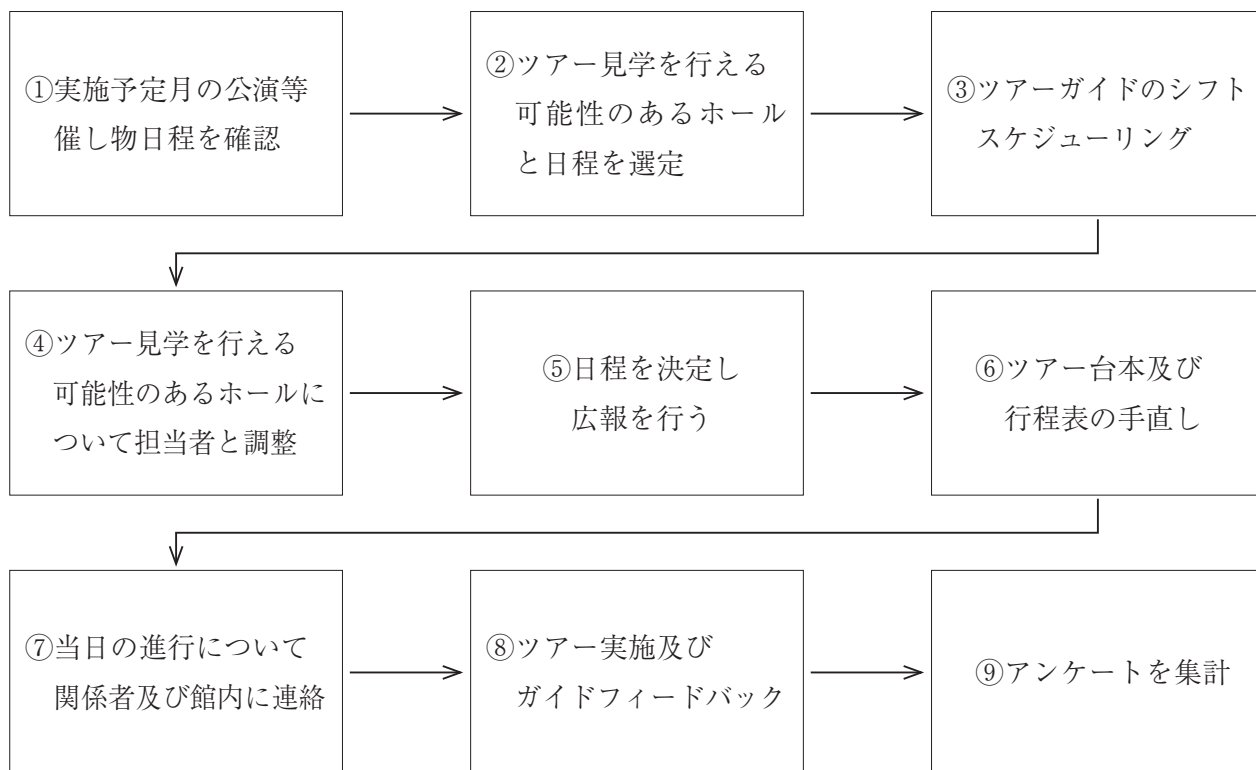 ①実施予定月の公演等
催し物日程を確認
②ツアー見学を行える
可能性のあるホール
と日程を選定
③ツアーガイドのシフト
スケジューリング
④ツアー見学を行える
可能性のあるホールに
ついて担当者と調整
⑤日程を決定し
広報を行う
⑥ツアー台本及び
行程表の手直し
⑦当日の進行について
関係者及び館内に連絡
⑧ツアー実施及び
ガイドフィードバック
⑨アンケートを集計